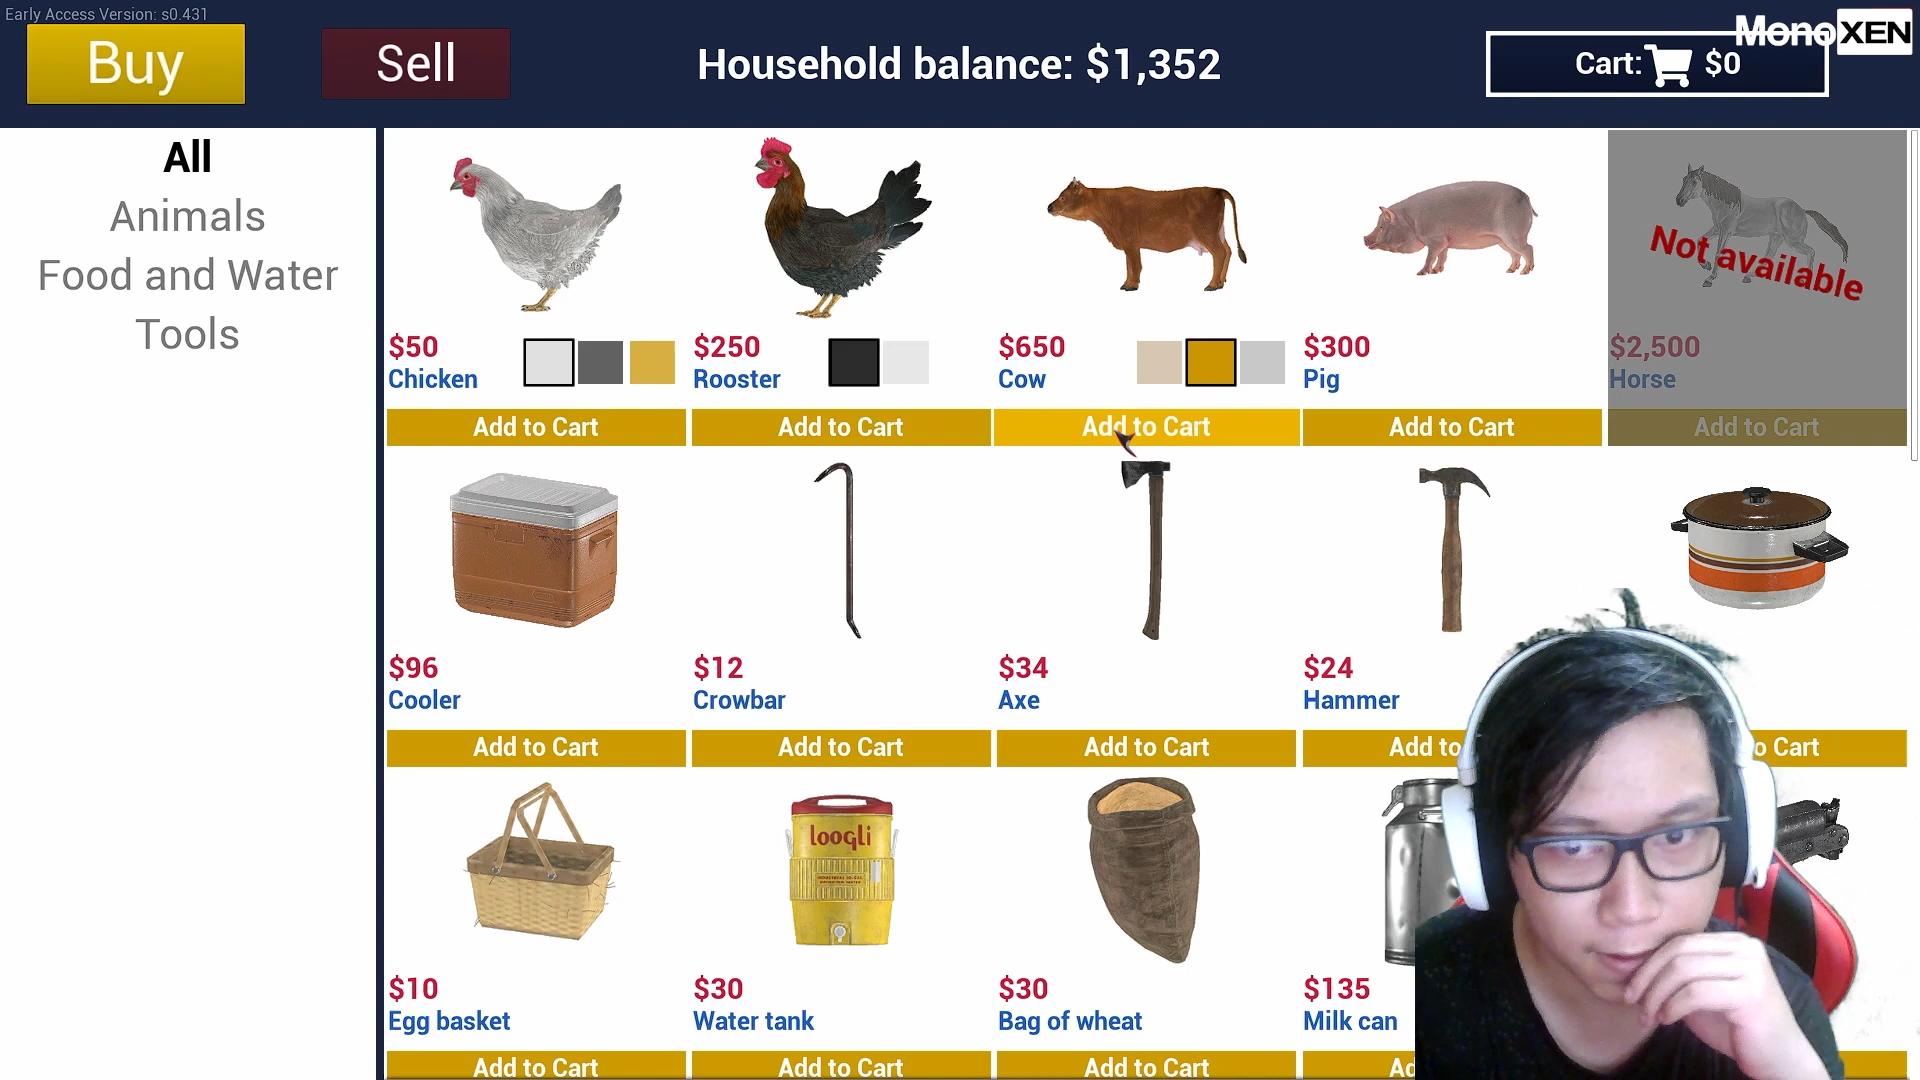 Early Access Version: s0.431
Buy
Sell
Household balance: $1,352
Cart: $0
MonoXEN
All
Animals
Food and Water
Tools
$50
Chicken
Add to Cart
$250
Rooster
Add to Cart
$650
Cow
Add to Cart
$300
Pig
Add to Cart
Not available
$2,500
Horse
Add to Cart
$96
Cooler
Add to Cart
$12
Crowbar
Add to Cart
$34
Axe
Add to Cart
$24
Hammer
Add to
Cart
loogli
$10
Egg basket
Add to Cart
$30
Water tank
Add to Cart
$30
Bag of wheat
Add to Cart
$135
Milk can